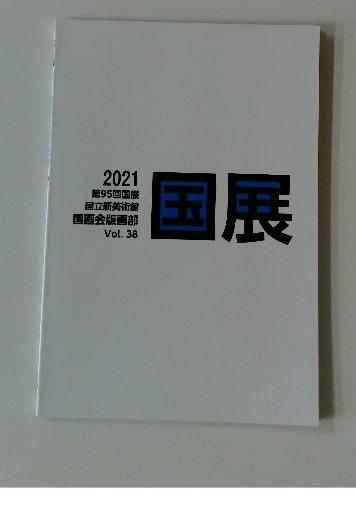 2021
第95回国展
国立新美術館
国画会版画部
Vol. 38
国展